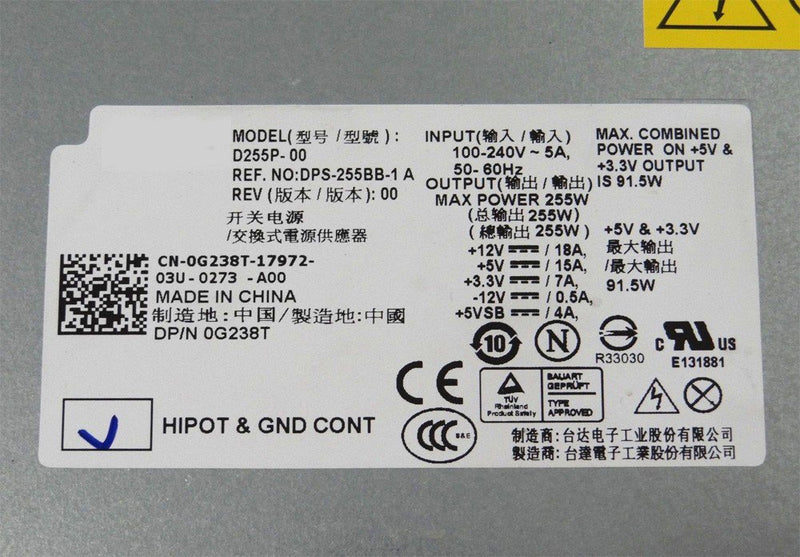 MODEL(型号 /型號):
D255P-00
REF. NO:DPS-255BB-1 A
REV (版本 / 版本): 00
开关电源
/交換式電源供應器
INPUT(输入 / 輸入)
100-240V ~ 5A,
50- 60Hz
OUTPUT(输出 / 輸出)
MAX POWER 255W
(总输出 255W)
(總輸出 255W)
+12V / 18A,
+5V / 15A,
+3.3V / 7A,
-12V / 0.5A,
+5VSB / 4A,
MAX. COMBINED
POWER ON +5V &
+3.3V OUTPUT
IS 91.5W
+5V & +3.3V
最大输出
/最大輸出
91.5W
CN-0G238T-17972-
03U-0273 -A00
MADE IN CHINA
制造地:中国/製造地:中國
DP/N 0G238T
10
N
R33030
c UL US
E131881
CE
TÜV
Rheinland
Product Safety
BAUART
GEPRÜFT
TYPE
APPROVED
CCC S&E
HIPOT & GND CONT
制造商:台达电子工业股份有限公司
製造商:台達電子工業股份有限公司